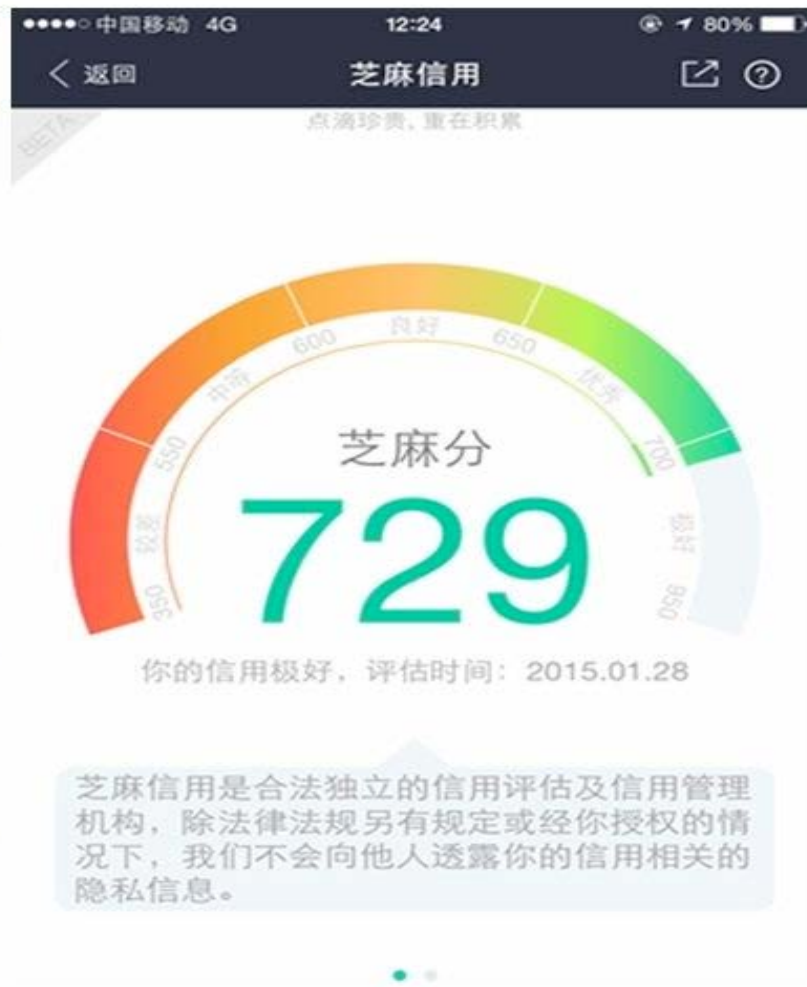 中国移动 4G 12:24 80%
返回 芝麻信用
BETA
点滴珍贵,重在积累
350 较差 550 中等 600 良好 650 优秀 700 极好 950
芝麻分
729
你的信用极好,评估时间:2015.01.28
芝麻信用是合法独立的信用评估及信用管理
机构,除法律法规另有规定或经你授权的情
况下,我们不会向他人透露你的信用相关的
隐私信息。